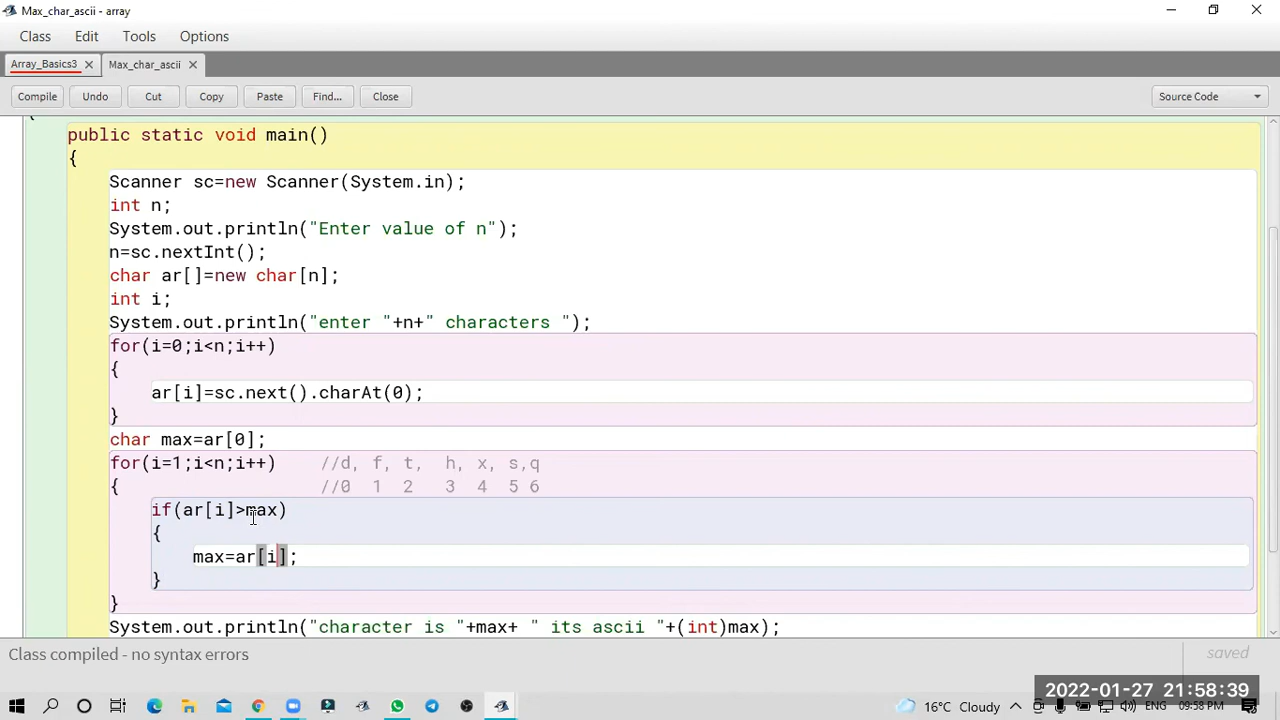 Max_char_ascii - array
Class Edit Tools Options
Array_Basics3 Max_char_ascii
Compile Undo Cut Copy Paste Find... Close Source Code
public static void main()
{
Scanner sc=new Scanner(System.in);
int n;
System.out.println("Enter value of n");
n=sc.nextInt();
char ar[]=new char[n];
int i;
System.out.println("enter "+n+" characters ");
for(i=0;i<n;i++)
{
ar[i]=sc.next().charAt(0);
}
char max=ar[0];
for(i=1;i<n;i++) //d, f, t, h, x, s,q
{ //0 1 2 3 4 5 6
if(ar[i]>max)
{
max=ar[i];
}
}
System.out.println("character is "+max+ " its ascii "+(int)max);
Class compiled - no syntax errors
saved
2022-01-27 21:58:39
16°C Cloudy ENG 09:58 PM